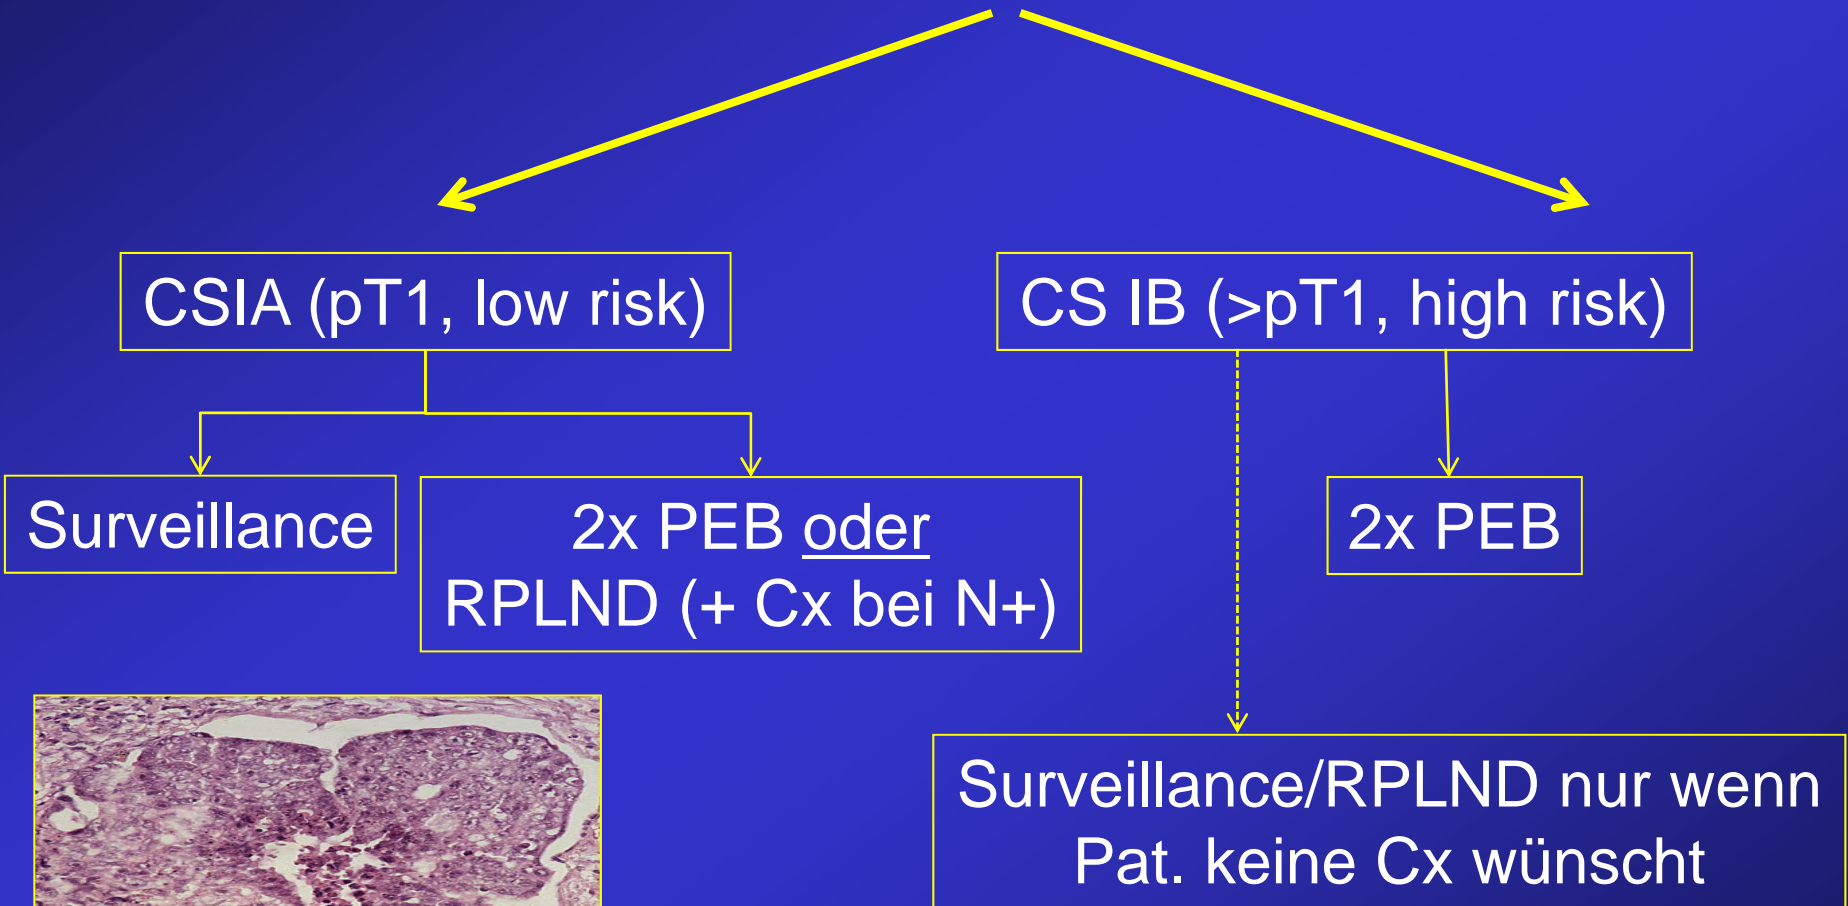 CSIA (pT1, low risk)
CS IB (>pT1, high risk)
Surveillance
2x PEB oder
RPLND (+ Cx bei N+)
2x PEB
Surveillance/RPLND nur wenn
Pat. keine Cx wünscht